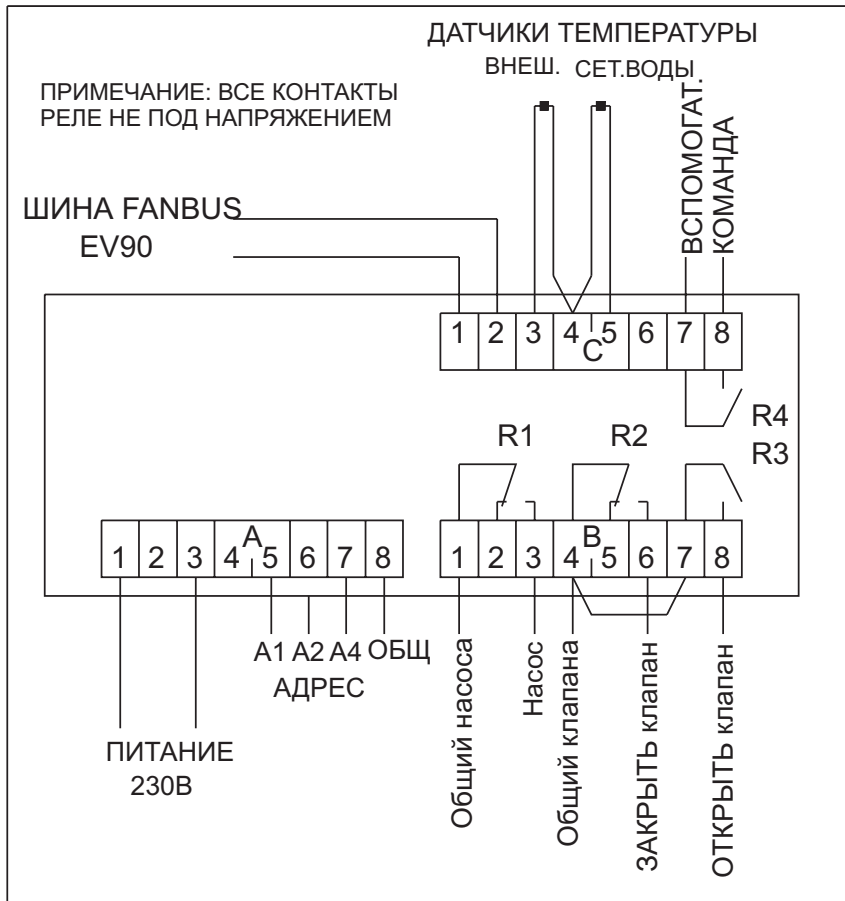 ДАТЧИКИ ТЕМПЕРАТУРЫ
ВНЕШ. СЕТ.ВОДЫ
ПРИМЕЧАНИЕ: ВСЕ КОНТАКТЫ
РЕЛЕ НЕ ПОД НАПРЯЖЕНИЕМ
ВСПОМОГАТ.
КОМАНДА
ШИНА FANBUS
EV90
1 2 3 4 5 6 7 8
C
R4
R1 R2 R3
A B
1 2 3 4 5 6 7 8
1 2 3 4 5 6 7 8
A1 A2 A4 ОБЩ
АДРЕС
ПИТАНИЕ
230В
Общий насоса
Насос
Общий клапана
ЗАКРЫТЬ клапан
ОТКРЫТЬ клапан